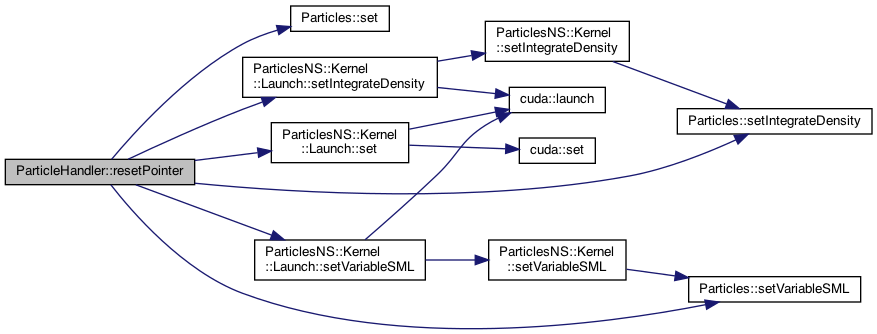 Particles::set
ParticlesNS::Kernel
::setIntegrateDensity
ParticlesNS::Kernel
::Launch::setIntegrateDensity
cuda::launch
Particles::setIntegrateDensity
ParticlesNS::Kernel
::Launch::set
cuda::set
ParticleHandler::resetPointer
ParticlesNS::Kernel
::Launch::setVariableSML
ParticlesNS::Kernel
::setVariableSML
Particles::setVariableSML